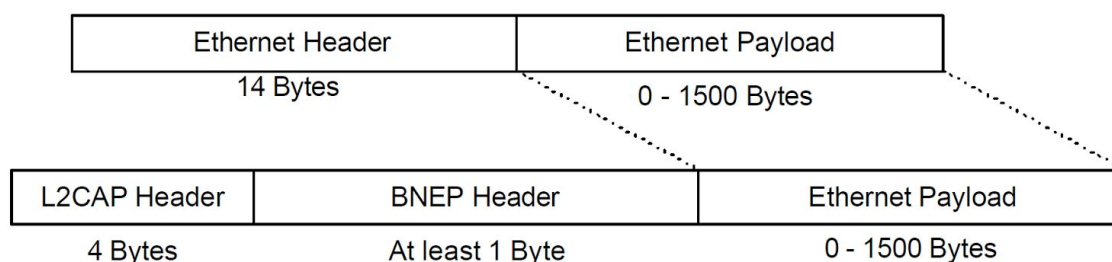 Ethernet Header
Ethernet Payload
14 Bytes
0 - 1500 Bytes
L2CAP Header
BNEP Header
Ethernet Payload
4 Bytes
At least 1 Byte
0 - 1500 Bytes